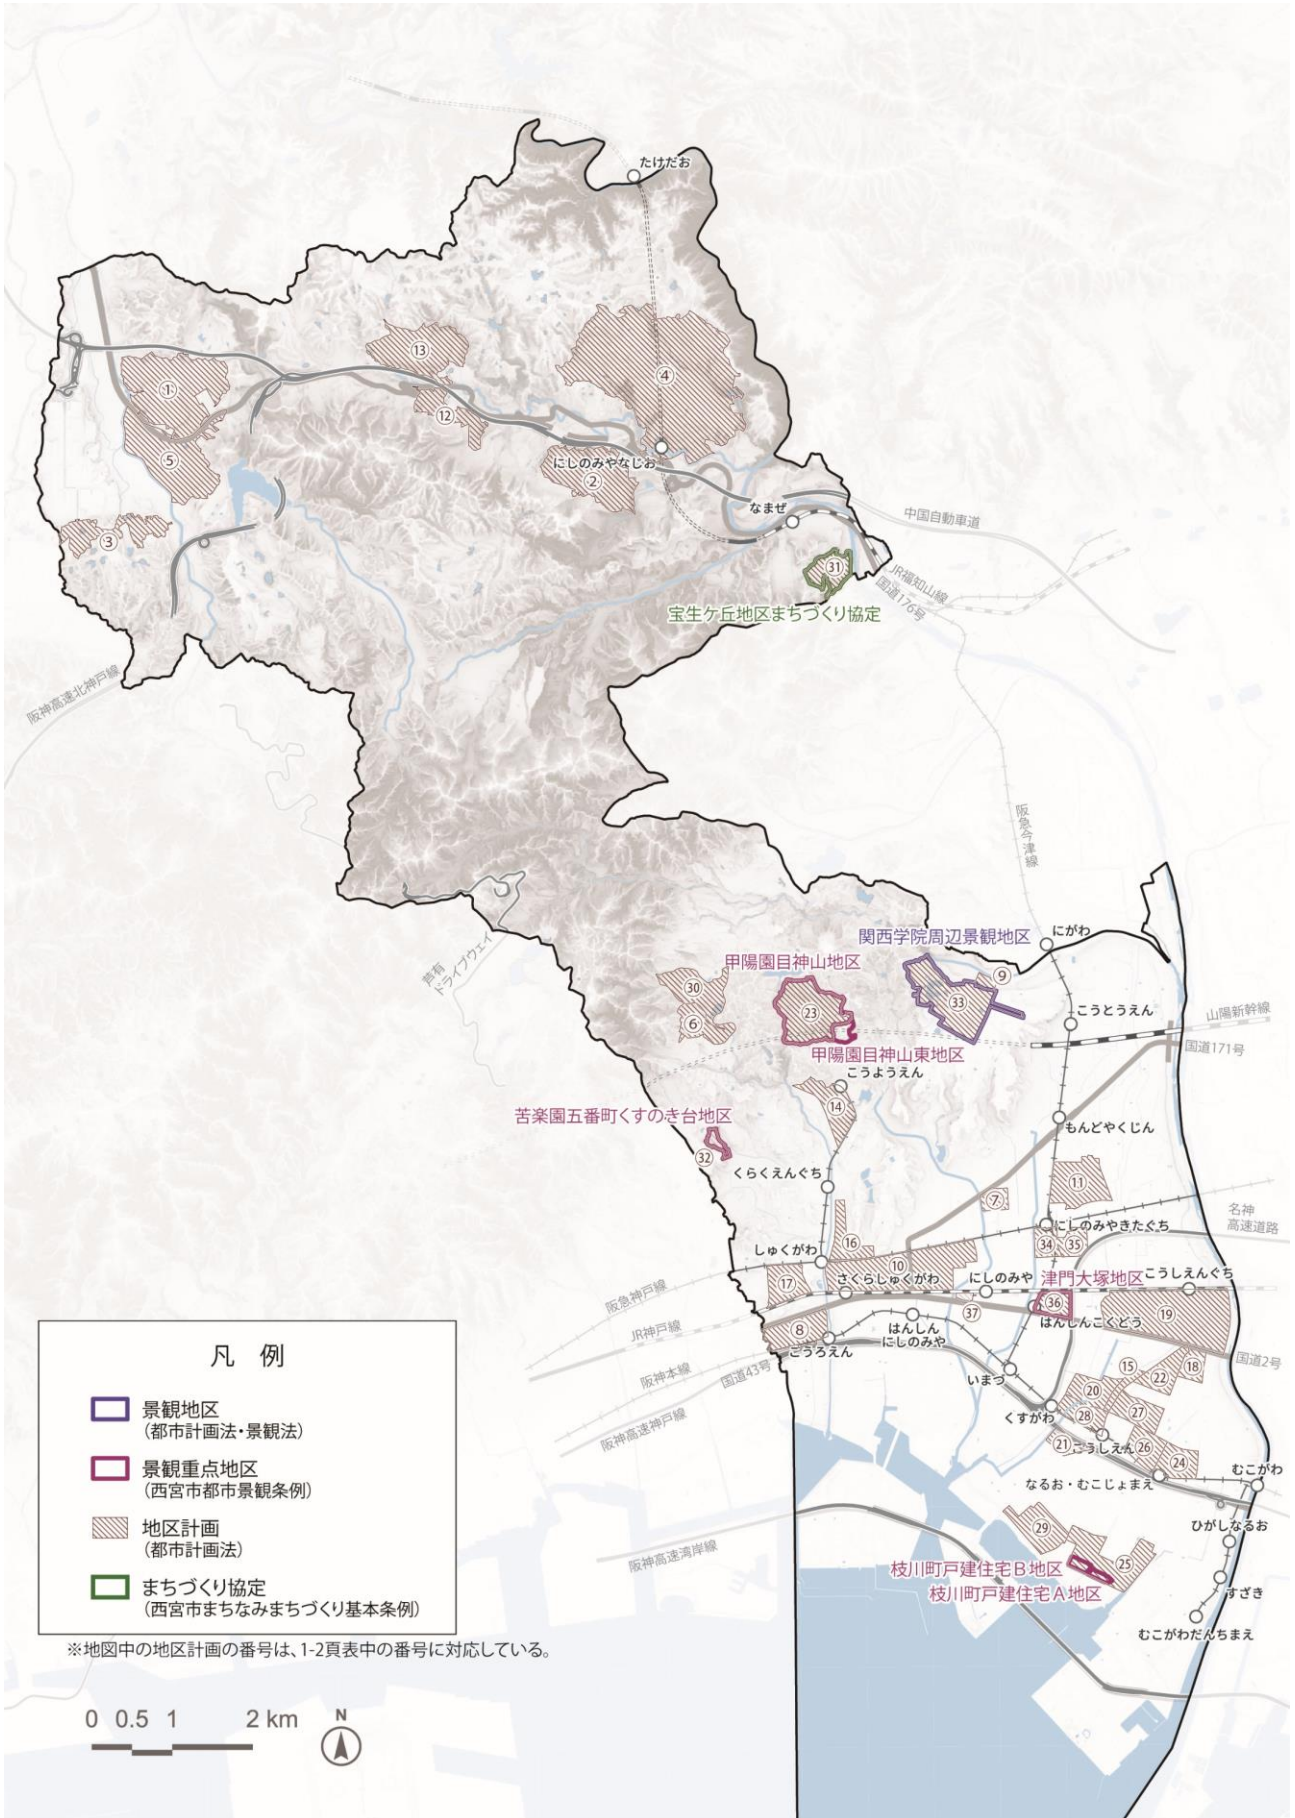 たけだお
⑬
①
④
⑫
⑤
にしのみやなじお
②
なまぜ
中国自動車道
③
㉛
JR福知山線
国道176号
宝生ケ丘地区まちづくり協定
阪神高速北神戸線
阪急今津線
芦有
ドライブウェイ
関西学院周辺景観地区
にがわ
甲陽園目神山地区
⑨
㉚
㉝
㉓
⑥
こうとうえん
山陽新幹線
国道171号
甲陽園目神山東地区
こうようえん
⑭
苦楽園五番町くすのき台地区
もんどやくじん
㉜
くらくえんぐち
⑪
⑦
名神
高速道路
にしのみやきたぐち
⑯
㉞
㉟
しゅくがわ
⑩
⑰
さくらしゅくがわ
にしのみや
津門大塚地区
こうしえんぐち
阪急神戸線
㊱
㊲
⑲
JR神戸線
⑧
はんしん
にしのみや
はんしんこくどう
こうろえん
国道2号
阪神本線
国道43号
いまづ
⑮
⑱
㉒
⑳
くすがわ
㉘
㉗
阪神高速神戸線
㉑
こうしえん
㉖
㉔
なるお・むこじょまえ
むこがわ
㉙
ひがしなるお
阪神高速湾岸線
枝川町戸建住宅B地区
㉕
枝川町戸建住宅A地区
すざき
むこがわだんちまえ
凡 例
景観地区
(都市計画法・景観法)
景観重点地区
(西宮市都市景観条例)
地区計画
(都市計画法)
まちづくり協定
(西宮市まちなみまちづくり基本条例)
※地図中の地区計画の番号は、1-2頁表中の番号に対応している。
0 0.5 1 2 km
N